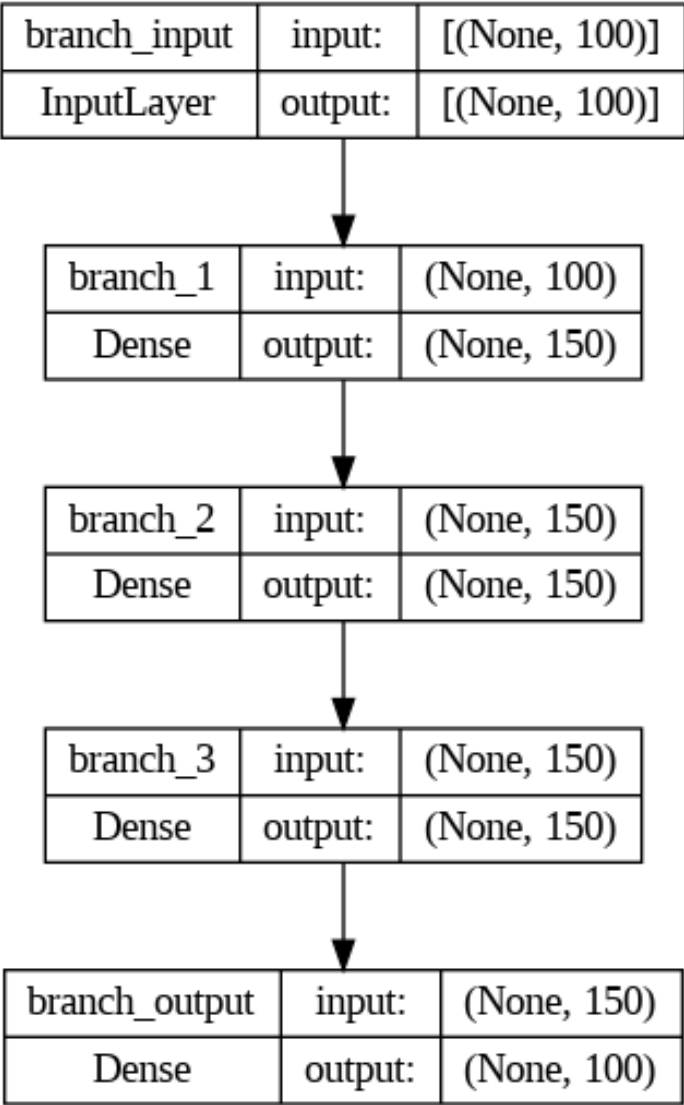 branch_input input: [(None, 100)]
InputLayer output: [(None, 100)]
branch_1 input: (None, 100)
Dense output: (None, 150)
branch_2 input: (None, 150)
Dense output: (None, 150)
branch_3 input: (None, 150)
Dense output: (None, 150)
branch_output input: (None, 150)
Dense output: (None, 100)